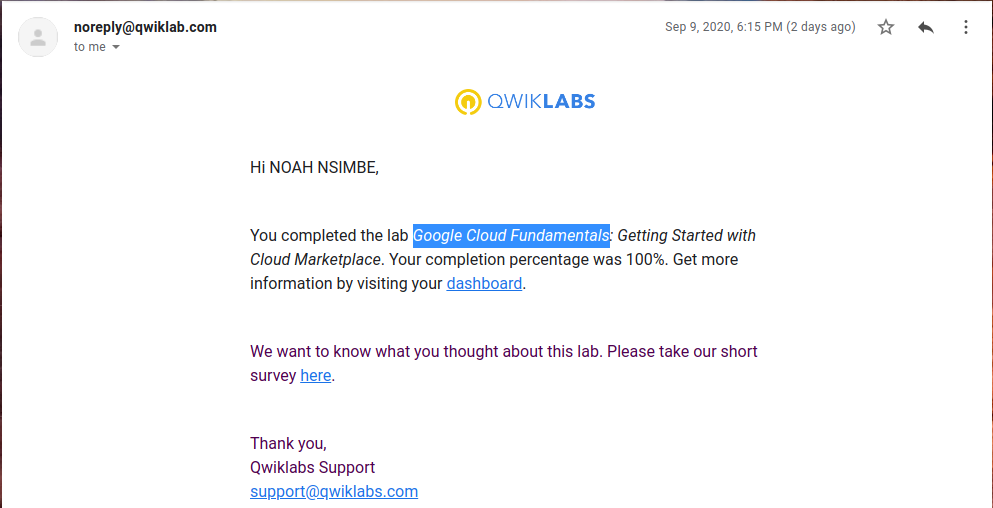 noreply@qwiklab.com
Sep 9, 2020, 6:15 PM (2 days ago)
to me
QWIKLABS
Hi NOAH NSIMBE,
You completed the lab Google Cloud Fundamentals: Getting Started with
Cloud Marketplace. Your completion percentage was 100%. Get more
information by visiting your dashboard.
We want to know what you thought about this lab. Please take our short
survey here.
Thank you,
Qwiklabs Support
support@qwiklabs.com